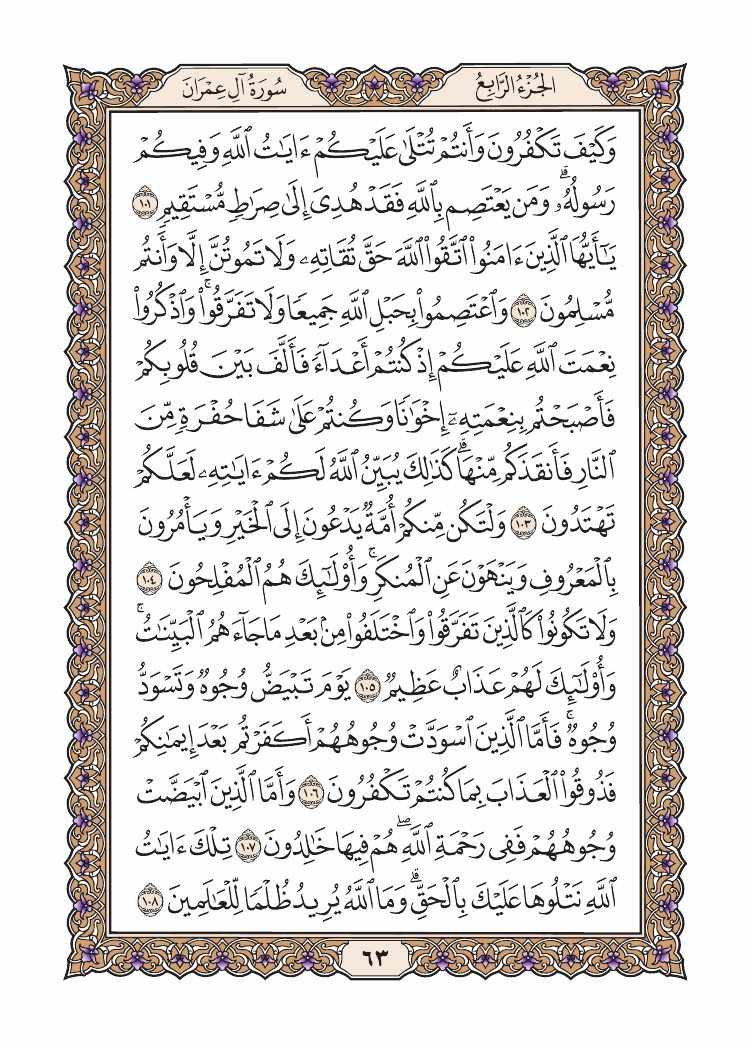 الجُزْءُ الرَّابِعُ
سُورَةُ آلِ عِمْرَانَ
وَكَيْفَ تَكْفُرُونَ وَأَنتُمْ تُتْلَىٰ عَلَيْكُمْ ءَايَٰتُ ٱللَّهِ وَفِيكُمْ
رَسُولُهُۥۗ وَمَن يَعْتَصِم بِٱللَّهِ فَقَدْ هُدِىَ إِلَىٰ صِرَٰطٍ مُّسْتَقِيمٍ ١٠١
يَٰٓأَيُّهَا ٱلَّذِينَ ءَامَنُوا۟ ٱتَّقُوا۟ ٱللَّهَ حَقَّ تُقَاتِهِۦ وَلَا تَمُوتُنَّ إِلَّا وَأَنتُم
مُّسْلِمُونَ ١٠٢ وَٱعْتَصِمُوا۟ بِحَبْلِ ٱللَّهِ جَمِيعًا وَلَا تَفَرَّقُوا۟ۚ وَٱذْكُرُوا۟
نِعْمَتَ ٱللَّهِ عَلَيْكُمْ إِذْ كُنتُمْ أَعْدَآءً فَأَلَّفَ بَيْنَ قُلُوبِكُمْ
فَأَصْبَحْتُم بِنِعْمَتِهِۦٓ إِخْوَٰنًا وَكُنتُمْ عَلَىٰ شَفَا حُفْرَةٍ مِّنَ
ٱلنَّارِ فَأَنقَذَكُم مِّنْهَاۗ كَذَٰلِكَ يُبَيِّنُ ٱللَّهُ لَكُمْ ءَايَٰتِهِۦ لَعَلَّكُمْ
تَهْتَدُونَ ١٠٣ وَلْتَكُن مِّنكُمْ أُمَّةٌ يَدْعُونَ إِلَى ٱلْخَيْرِ وَيَأْمُرُونَ
بِٱلْمَعْرُوفِ وَيَنْهَوْنَ عَنِ ٱلْمُنكَرِۚ وَأُو۟لَٰٓئِكَ هُمُ ٱلْمُفْلِحُونَ ١٠٤
وَلَا تَكُونُوا۟ كَٱلَّذِينَ تَفَرَّقُوا۟ وَٱخْتَلَفُوا۟ مِنۢ بَعْدِ مَا جَآءَهُمُ ٱلْبَيِّنَٰتُۚ
وَأُو۟لَٰٓئِكَ لَهُمْ عَذَابٌ عَظِيمٌ ١٠٥ يَوْمَ تَبْيَضُّ وُجُوهٌ وَتَسْوَدُّ
وُجُوهٌۚ فَأَمَّا ٱلَّذِينَ ٱسْوَدَّتْ وُجُوهُهُمْ أَكَفَرْتُم بَعْدَ إِيمَٰنِكُمْ
فَذُوقُوا۟ ٱلْعَذَابَ بِمَا كُنتُمْ تَكْفُرُونَ ١٠٦ وَأَمَّا ٱلَّذِينَ ٱبْيَضَّتْ
وُجُوهُهُمْ فَفِى رَحْمَةِ ٱللَّهِۖ هُمْ فِيهَا خَٰلِدُونَ ١٠٧ تِلْكَ ءَايَٰتُ
ٱللَّهِ نَتْلُوهَا عَلَيْكَ بِٱلْحَقِّۗ وَمَا ٱللَّهُ يُرِيدُ ظُلْمًا لِّلْعَٰلَمِينَ ١٠٨
٦٣